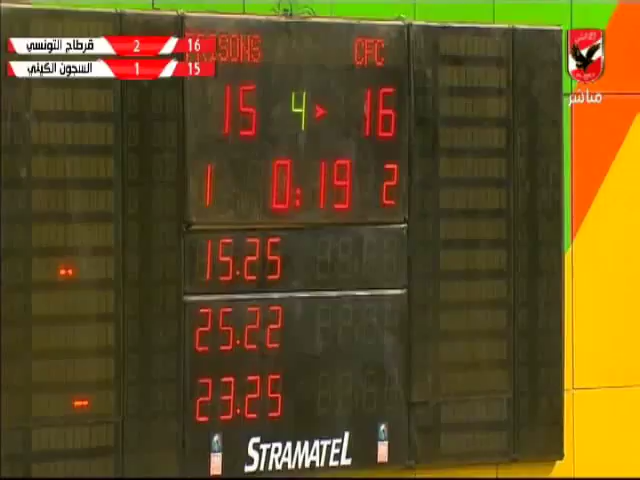 قرطاج التونسي 2 16
السجون الكيني 1 15
PRISONS CFC
15 4 16
1 0:19 2
15.25
25.22
23.25
STRAMATEL
مباشر